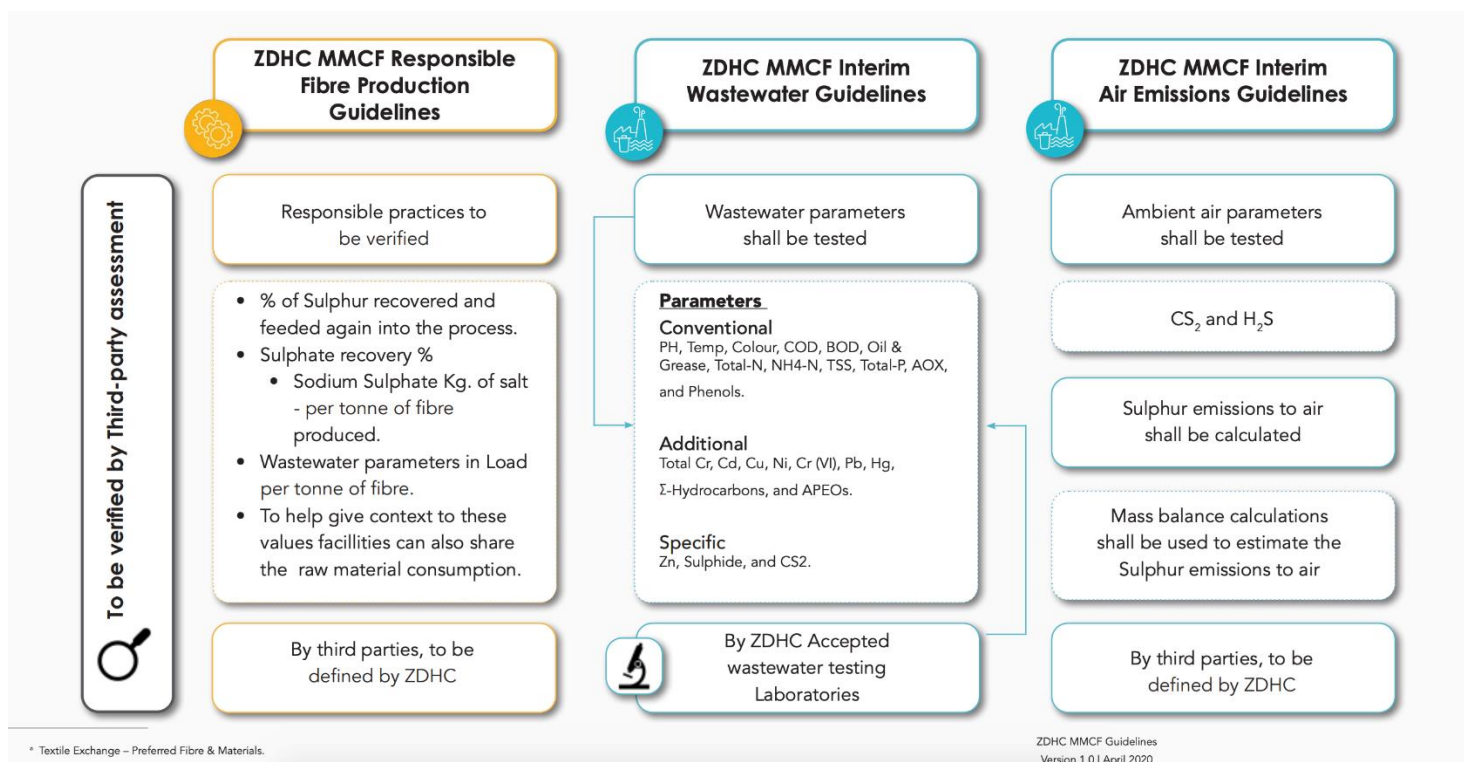 ZDHC MMCF Responsible
Fibre Production
Guidelines
ZDHC MMCF Interim
Wastewater Guidelines
ZDHC MMCF Interim
Air Emissions Guidelines
To be verified by Third-party assessment
Responsible practices to
be verified
• % of Sulphur recovered and
feeded again into the process.
• Sulphate recovery %
• Sodium Sulphate Kg. of salt
- per tonne of fibre
produced.
• Wastewater parameters in Load
per tonne of fibre.
• To help give context to these
values facillities can also share
the raw material consumption.
By third parties, to be
defined by ZDHC
Wastewater parameters
shall be tested
Parameters
Conventional
PH, Temp, Colour, COD, BOD, Oil &
Grease, Total-N, NH4-N, TSS, Total-P, AOX,
and Phenols.
Additional
Total Cr, Cd, Cu, Ni, Cr (VI), Pb, Hg,
Σ-Hydrocarbons, and APEOs.
Specific
Zn, Sulphide, and CS2.
By ZDHC Accepted
wastewater testing
Laboratories
Ambient air parameters
shall be tested
CS₂ and H₂S
Sulphur emissions to air
shall be calculated
Mass balance calculations
shall be used to estimate the
Sulphur emissions to air
By third parties, to be
defined by ZDHC
* Textile Exchange – Preferred Fibre & Materials.
ZDHC MMCF Guidelines
Version 1.0 | April 2020